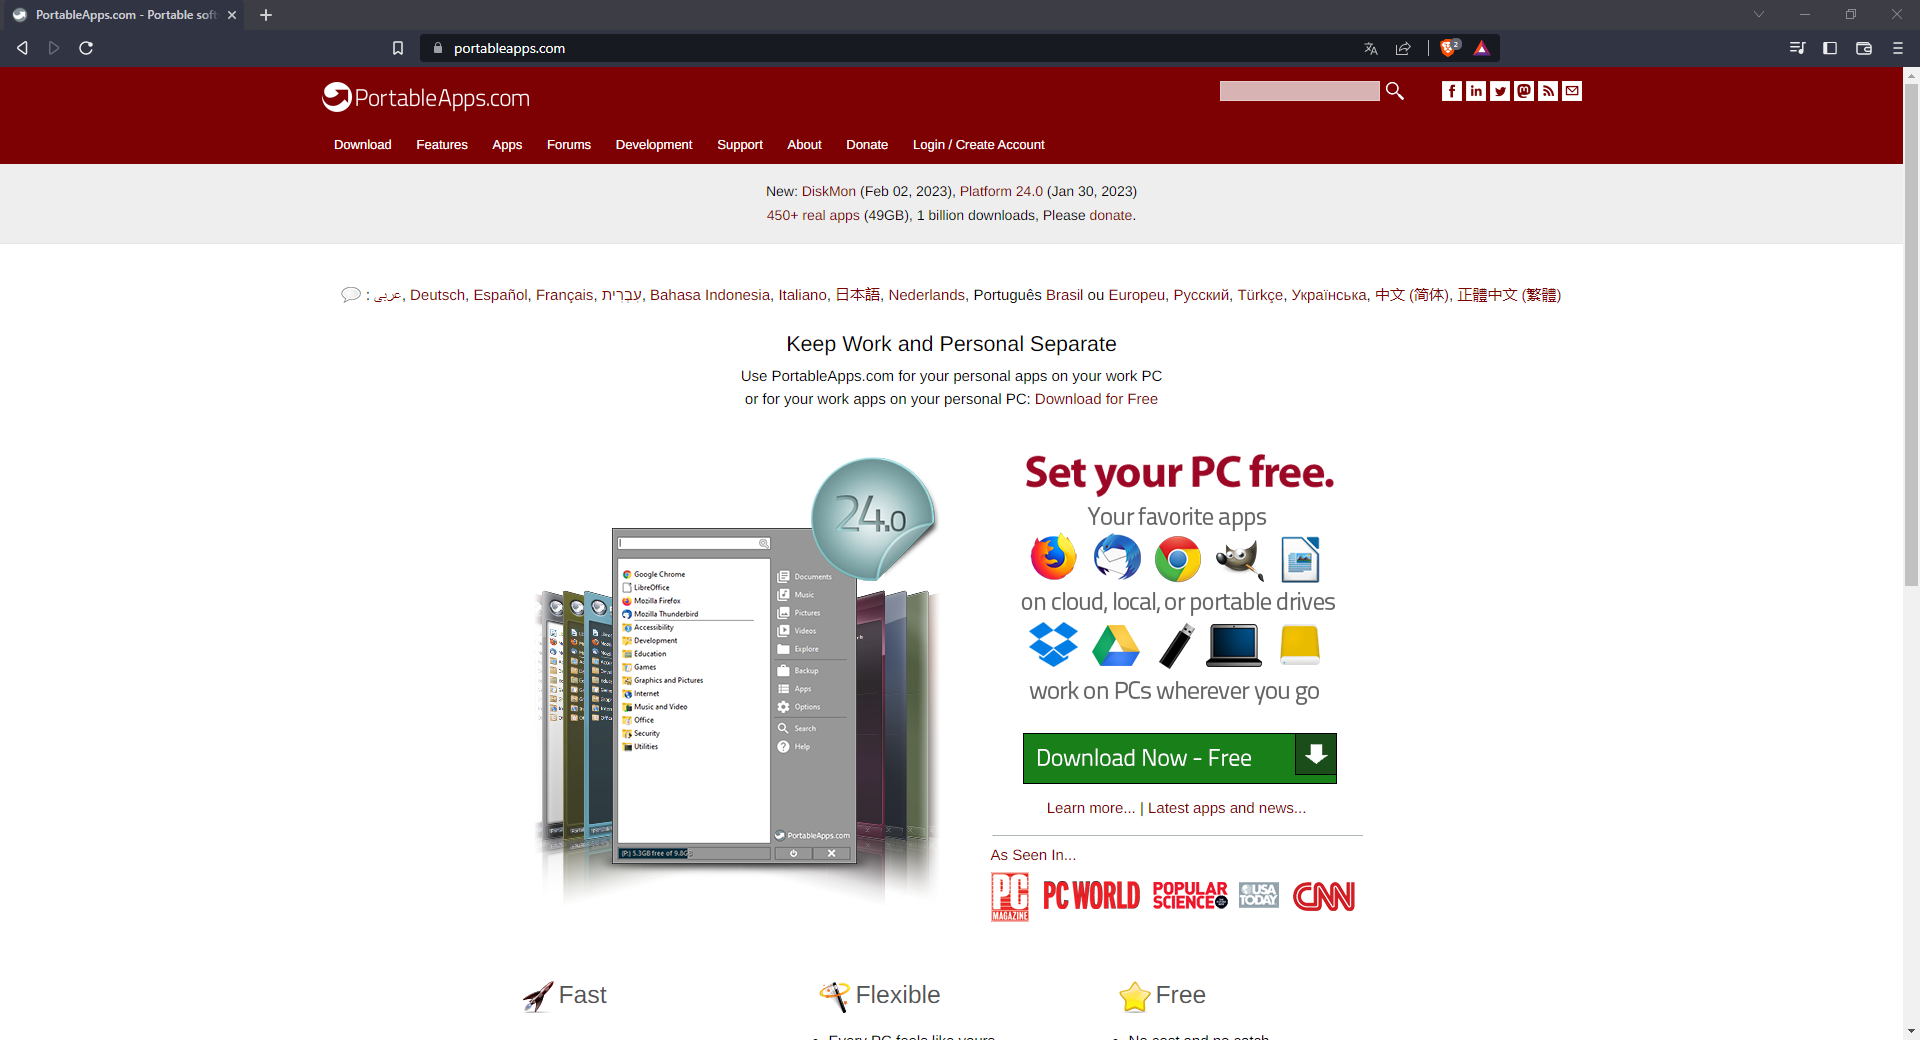 PortableApps.com - Portable soft
portableapps.com
2
PortableApps.com
Download Features Apps Forums Development Support About Donate Login / Create Account
New: DiskMon (Feb 02, 2023), Platform 24.0 (Jan 30, 2023)
450+ real apps (49GB), 1 billion downloads, Please donate.
: عربي, Deutsch, Español, Français, עִבְרִית, Bahasa Indonesia, Italiano, 日本語, Nederlands, Português Brasil ou Europeu, Русский, Türkçe, Українська, 中文 (简体), 正體中文 (繁體)
Keep Work and Personal Separate
Use PortableApps.com for your personal apps on your work PC
or for your work apps on your personal PC: Download for Free
24.0
Google Chrome
LibreOffice
Mozilla Firefox
Mozilla Thunderbird
Accessibility
Development
Education
Games
Graphics and Pictures
Internet
Music and Video
Office
Security
Utilities
Documents
Music
Pictures
Videos
Explore
Backup
Apps
Options
Search
Help
PortableApps.com
(P:) 5.3GB free of 9.8GB
Set your PC free.
Your favorite apps
on cloud, local, or portable drives
work on PCs wherever you go
Download Now - Free
Learn more... | Latest apps and news...
As Seen In...
PC MAGAZINE
PC WORLD
POPULAR SCIENCE
USA TODAY
CNN
Fast
Flexible
Free
Every PC feels like yours
No cost and no catch